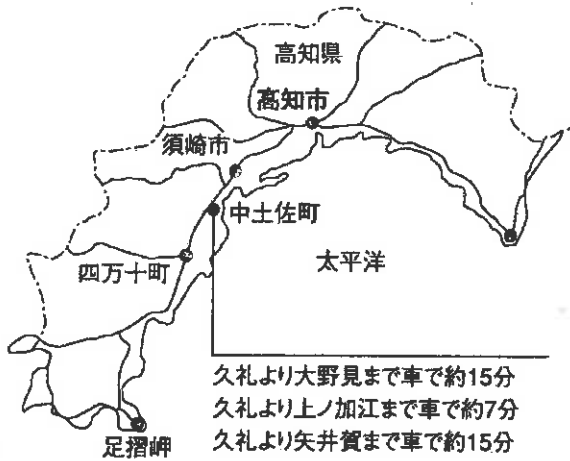 高知県
高知市
須崎市
中土佐町
四万十町
太平洋
久礼より大野見まで車で約15分
久礼より上ノ加江まで車で約7分
足摺岬
久礼より矢井賀まで車で約15分